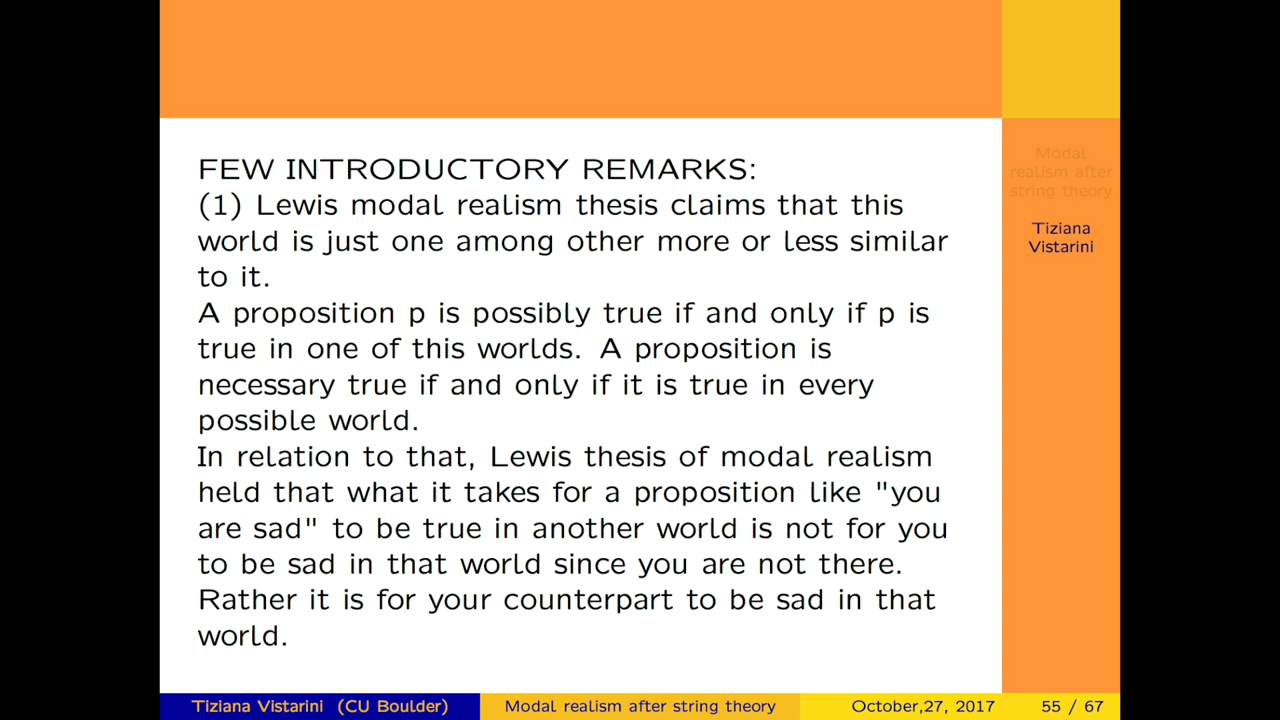 FEW INTRODUCTORY REMARKS:
(1) Lewis modal realism thesis claims that this
world is just one among other more or less similar
to it.
A proposition p is possibly true if and only if p is
true in one of this worlds. A proposition is
necessary true if and only if it is true in every
possible world.
In relation to that, Lewis thesis of modal realism
held that what it takes for a proposition like "you
are sad" to be true in another world is not for you
to be sad in that world since you are not there.
Rather it is for your counterpart to be sad in that
world.
Modal
realism after
string theory
Tiziana
Vistarini
Tiziana Vistarini (CU Boulder)
Modal realism after string theory
October,27, 2017
55 / 67